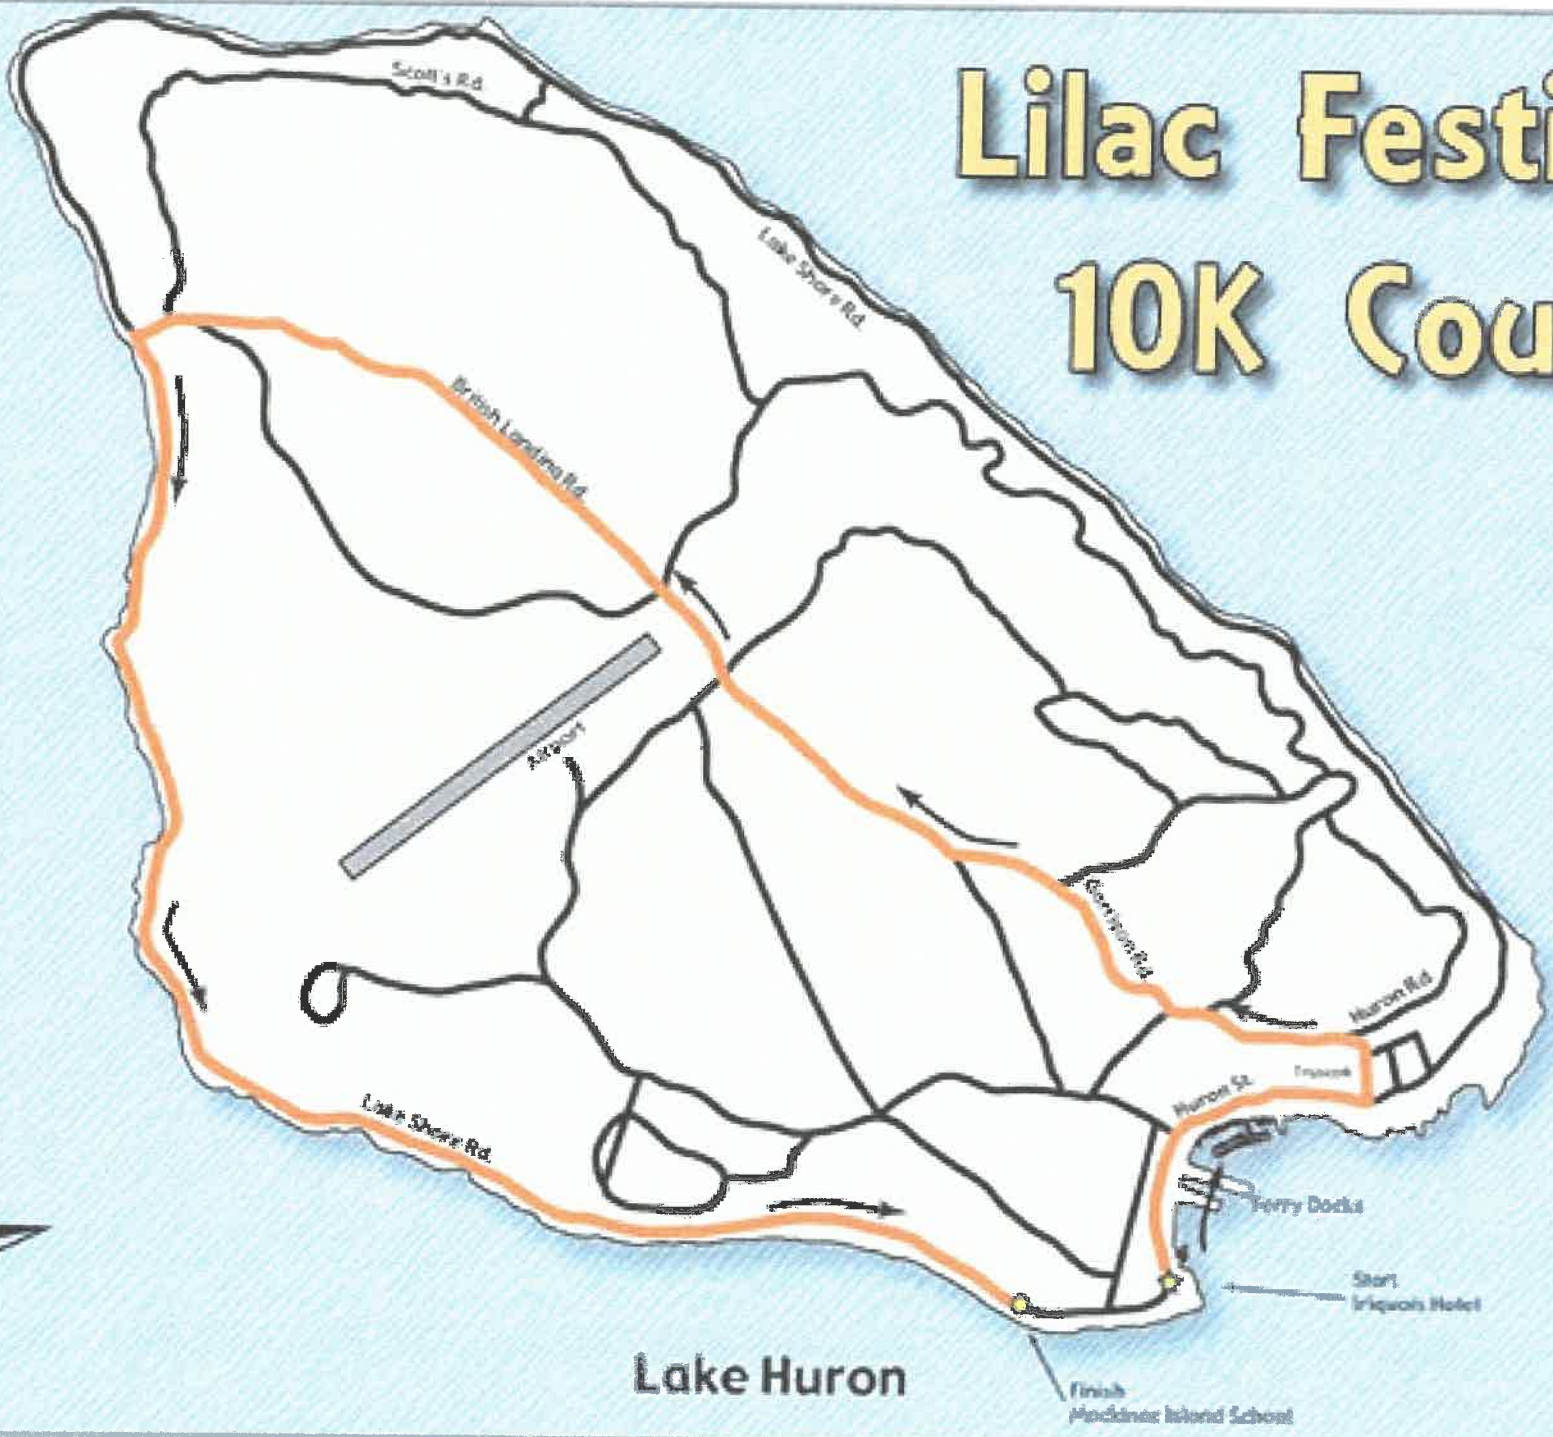 Lilac Festi
10K Cou
Scott's Rd.
Lake Shore Rd.
British Landing Rd.
Airport
Garrison Rd.
Huron Rd.
Huron St.
Lake Shore Rd.
Ferry Docks
Start
Iriquois Hotel
Lake Huron
Finish
Mackinac Island School